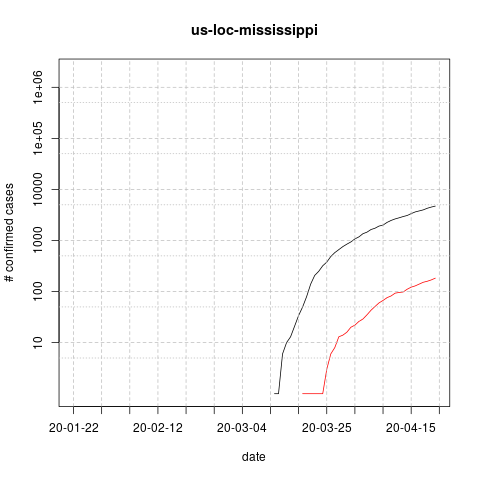 us-loc-mississippi
# confirmed cases
1e+06
1e+05
10000
1000
100
10
20-01-22
20-02-12
20-03-04
20-03-25
20-04-15
date